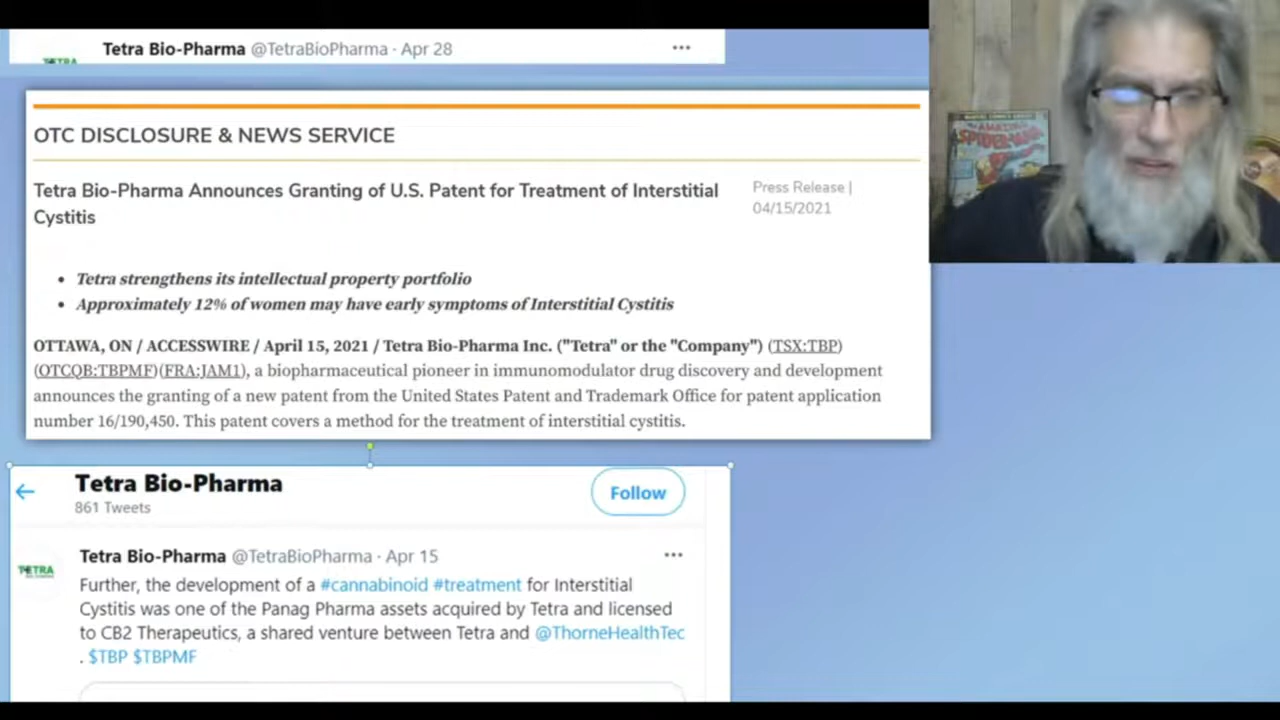 Tetra Bio-Pharma @TetraBioPharma · Apr 28
TETRA
OTC DISCLOSURE & NEWS SERVICE
Tetra Bio-Pharma Announces Granting of U.S. Patent for Treatment of Interstitial
Cystitis
Press Release |
04/15/2021
• Tetra strengthens its intellectual property portfolio
• Approximately 12% of women may have early symptoms of Interstitial Cystitis
OTTAWA, ON / ACCESSWIRE / April 15, 2021 / Tetra Bio-Pharma Inc. ("Tetra" or the "Company") (TSX:TBP)
(OTCQB:TBPMF)(FRA:JAM1), a biopharmaceutical pioneer in immunomodulator drug discovery and development
announces the granting of a new patent from the United States Patent and Trademark Office for patent application
number 16/190,450. This patent covers a method for the treatment of interstitial cystitis.
AMAZING
SPIDER-MAN
Tetra Bio-Pharma
861 Tweets
Follow
TETRA
Tetra Bio-Pharma @TetraBioPharma · Apr 15
Further, the development of a #cannabinoid #treatment for Interstitial
Cystitis was one of the Panag Pharma assets acquired by Tetra and licensed
to CB2 Therapeutics, a shared venture between Tetra and @ThorneHealthTec
. $TBP $TBPMF